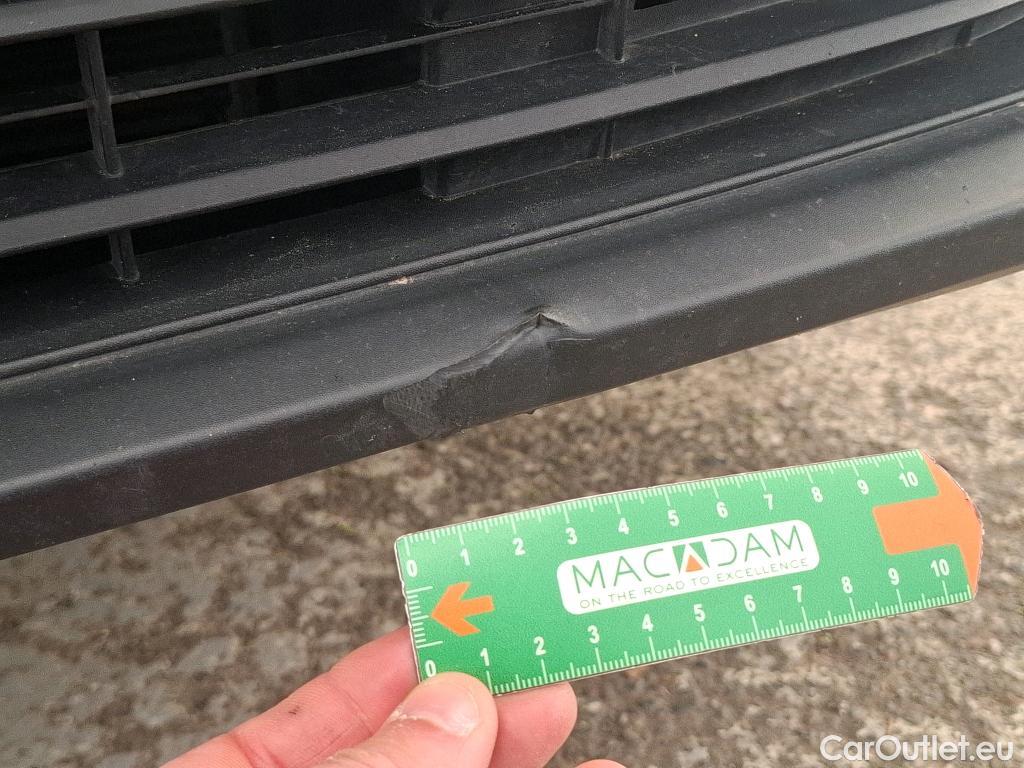 0 1 2 3 4 5 6 7 8 9 10
MACADAM
ON THE ROAD TO EXCELLENCE
0 1 2 3 4 5 6 7 8 9 10
CarOutlet.eu